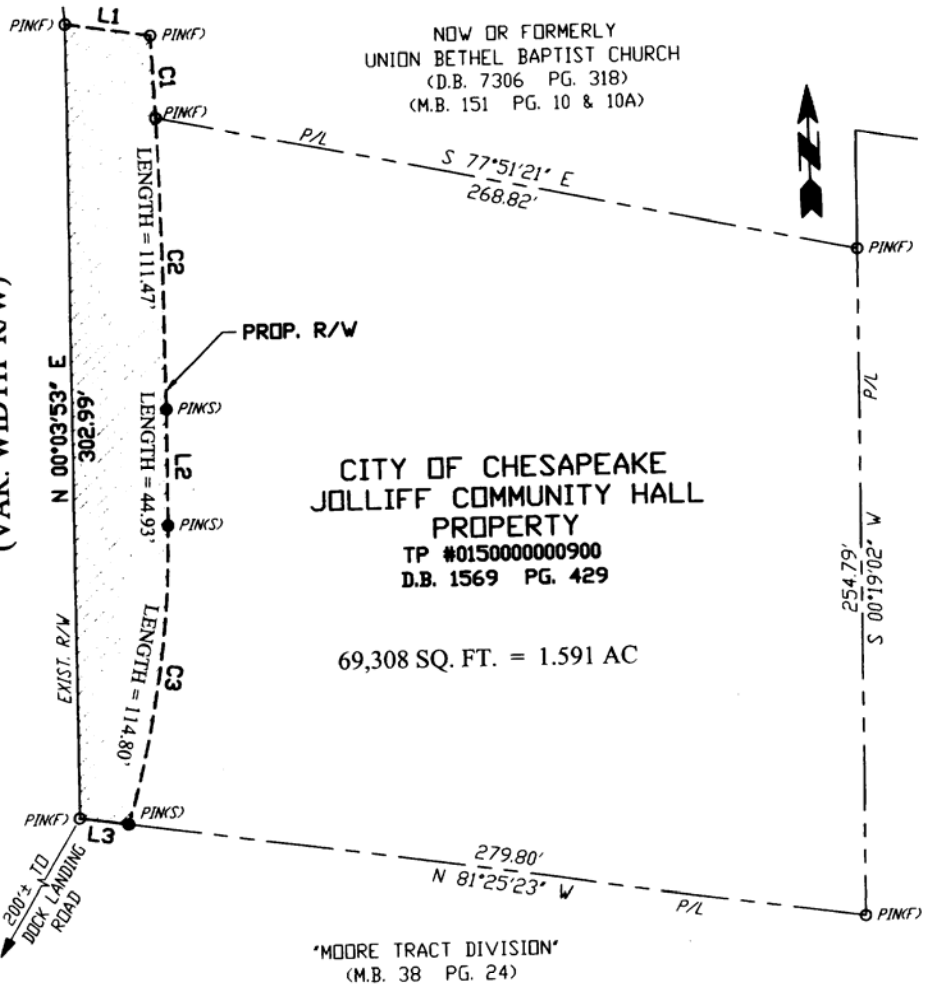 L1
PIN(F)
PIN(F)
NOW OR FORMERLY
UNION BETHEL BAPTIST CHURCH
(D.B. 7306 PG. 318)
(M.B. 151 PG. 10 & 10A)
C1
PIN(F)
P/L
S 77°51'21" E
268.82'
N
PIN(F)
LENGTH = 111.47'
C2
PROP. R/W
(VAR. WIDTH R/W)
N 00°03'53" E
302.99'
PIN(S)
LENGTH = 44.93'
L2
PIN(S)
P/L
CITY OF CHESAPEAKE
JOLLIFF COMMUNITY HALL
PROPERTY
TP #0150000000900
D.B. 1569 PG. 429
254.79'
S 00°19'02" W
69,308 SQ. FT. = 1.591 AC
EXIST. R/W
LENGTH = 114.80'
C3
PIN(F)
L3
PIN(S)
200'± TO
DOCK LANDING
ROAD
279.80'
N 81°25'23" W
P/L
PIN(F)
"MOORE TRACT DIVISION"
(M.B. 38 PG. 24)